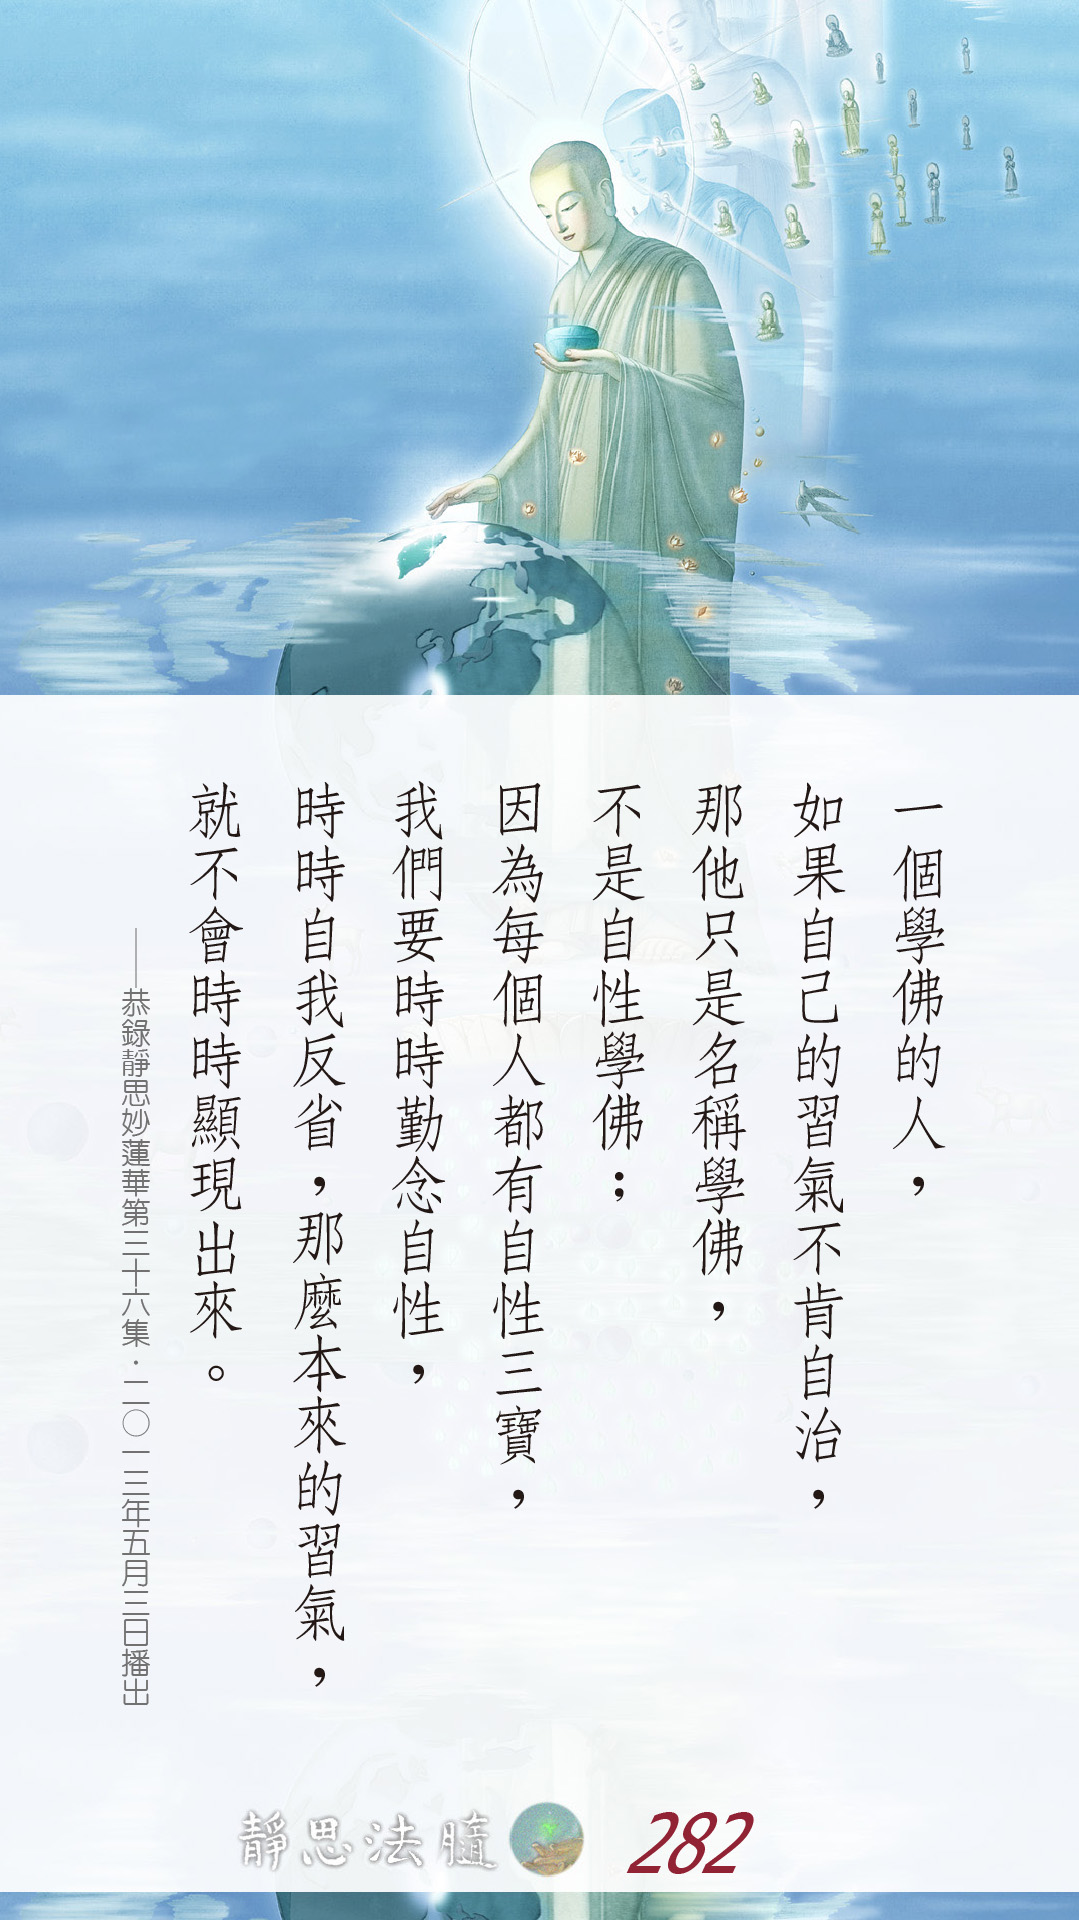 一個學佛的人，
如果自己的習氣不肯自治，
那他只是名稱學佛，
不是自性學佛；
因為每個人都有自性三寶，
我們要時時勤念自性，
時時自我反省，那麼本來的習氣，
就不會時時顯現出來。
——恭錄靜思妙蓮華第三十六集·二〇一三年五月三日播出
靜思法髓 282